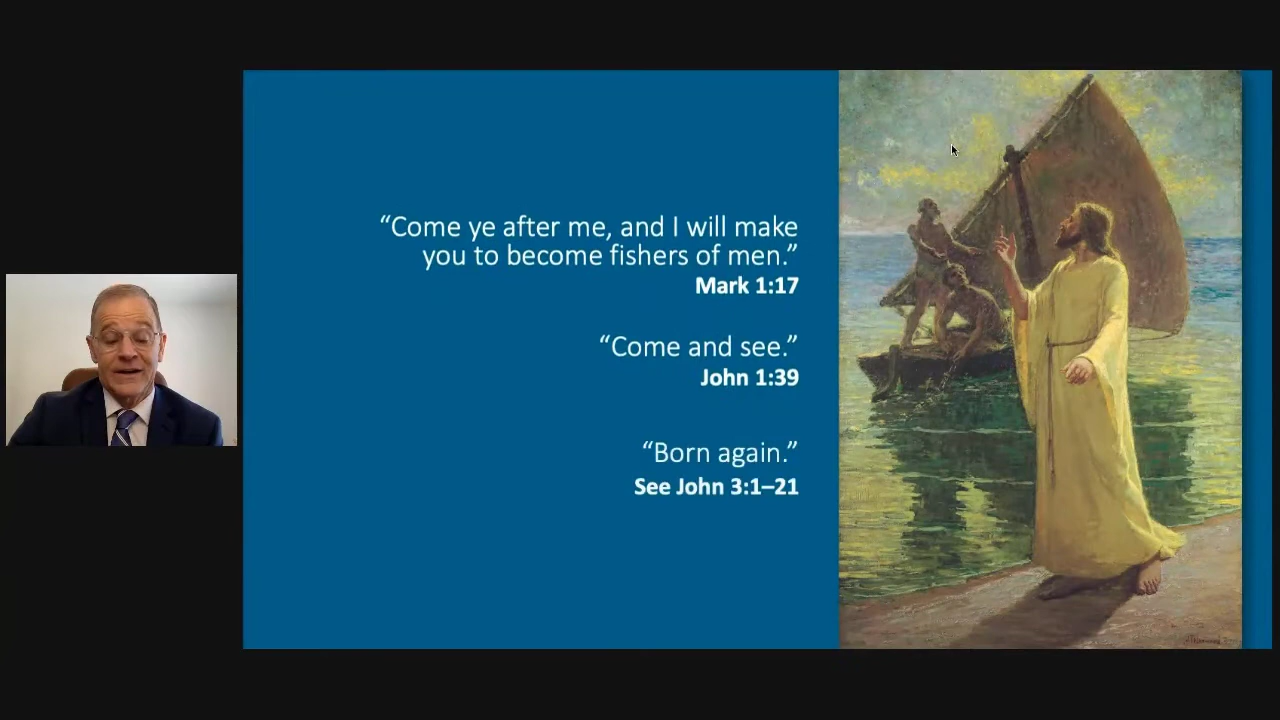 “Come ye after me, and I will make
you to become fishers of men.”
Mark 1:17
“Come and see.”
John 1:39
“Born again.”
See John 3:1–21